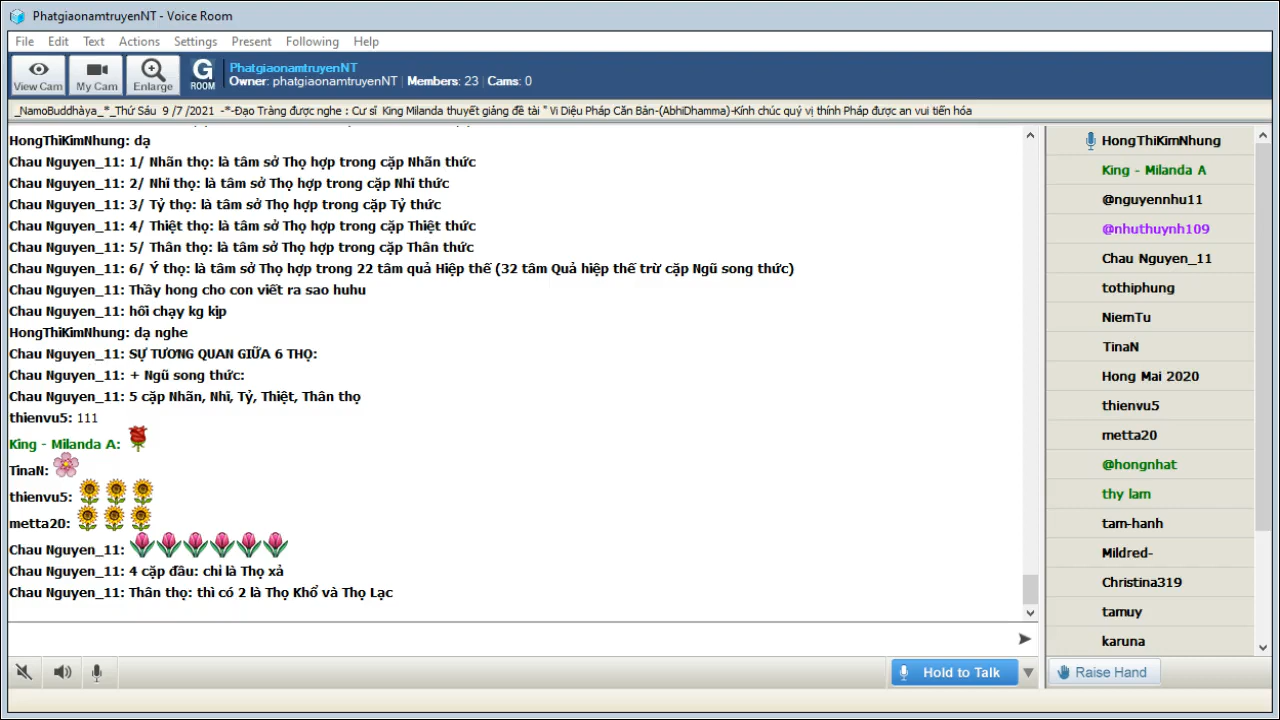 PhatgiaonamtruyenNT - Voice Room
File Edit Text Actions Settings Present Following Help
View Cam
My Cam
Enlarge
G
ROOM
PhatgiaonamtruyenNT
Owner: phatgiaonamtruyenNT | Members: 23 | Cams: 0
_NamoBuddhàya_*_Thứ Sáu 9 /7 /2021 -*-Đạo Tràng được nghe : Cư sĩ King Milanda thuyết giảng đề tài " Vi Diệu Pháp Căn Bản-(AbhiDhamma)-Kính chúc quý vị thính Pháp được an vui tiến hóa
HongThiKimNhung: dạ
Chau Nguyen_11: 1/ Nhãn thọ: là tâm sở Thọ hợp trong cặp Nhãn thức
Chau Nguyen_11: 2/ Nhĩ thọ: là tâm sở Thọ hợp trong cặp Nhĩ thức
Chau Nguyen_11: 3/ Tỷ thọ: là tâm sở Thọ hợp trong cặp Tỷ thức
Chau Nguyen_11: 4/ Thiệt thọ: là tâm sở Thọ hợp trong cặp Thiệt thức
Chau Nguyen_11: 5/ Thân thọ: là tâm sở Thọ hợp trong cặp Thân thức
Chau Nguyen_11: 6/ Ý thọ: là tâm sở Thọ hợp trong 22 tâm quả Hiệp thế (32 tâm Quả hiệp thế trừ cặp Ngũ song thức)
Chau Nguyen_11: Thầy hong cho con viết ra sao huhu
Chau Nguyen_11: hồi chạy kg kịp
HongThiKimNhung: dạ nghe
Chau Nguyen_11: SỰ TƯƠNG QUAN GIỮA 6 THỌ:
Chau Nguyen_11: + Ngũ song thức:
Chau Nguyen_11: 5 cặp Nhãn, Nhĩ, Tỷ, Thiệt, Thân thọ
thienvu5: 111
King - Milanda A:
TinaN:
thienvu5:
metta20:
Chau Nguyen_11:
Chau Nguyen_11: 4 cặp đầu: chỉ là Thọ xả
Chau Nguyen_11: Thân thọ: thì có 2 là Thọ Khổ và Thọ Lạc
HongThiKimNhung
King - Milanda A
@nguyennhu11
@nhuthuynh109
Chau Nguyen_11
tothiphung
NiemTu
TinaN
Hong Mai 2020
thienvu5
metta20
@hongnhat
thy lam
tam-hanh
Mildred-
Christina319
tamuy
karuna
Hold to Talk
Raise Hand